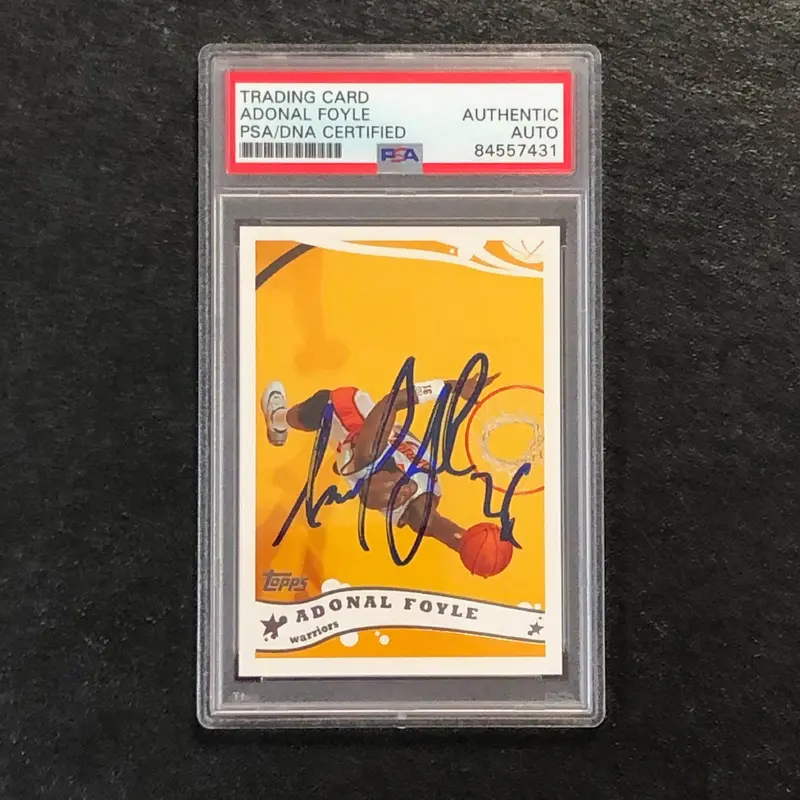 TRADING CARD
ADONAL FOYLE
PSA/DNA CERTIFIED
AUTHENTIC
AUTO
84557431
PSA
Topps
ADONAL FOYLE
warriors